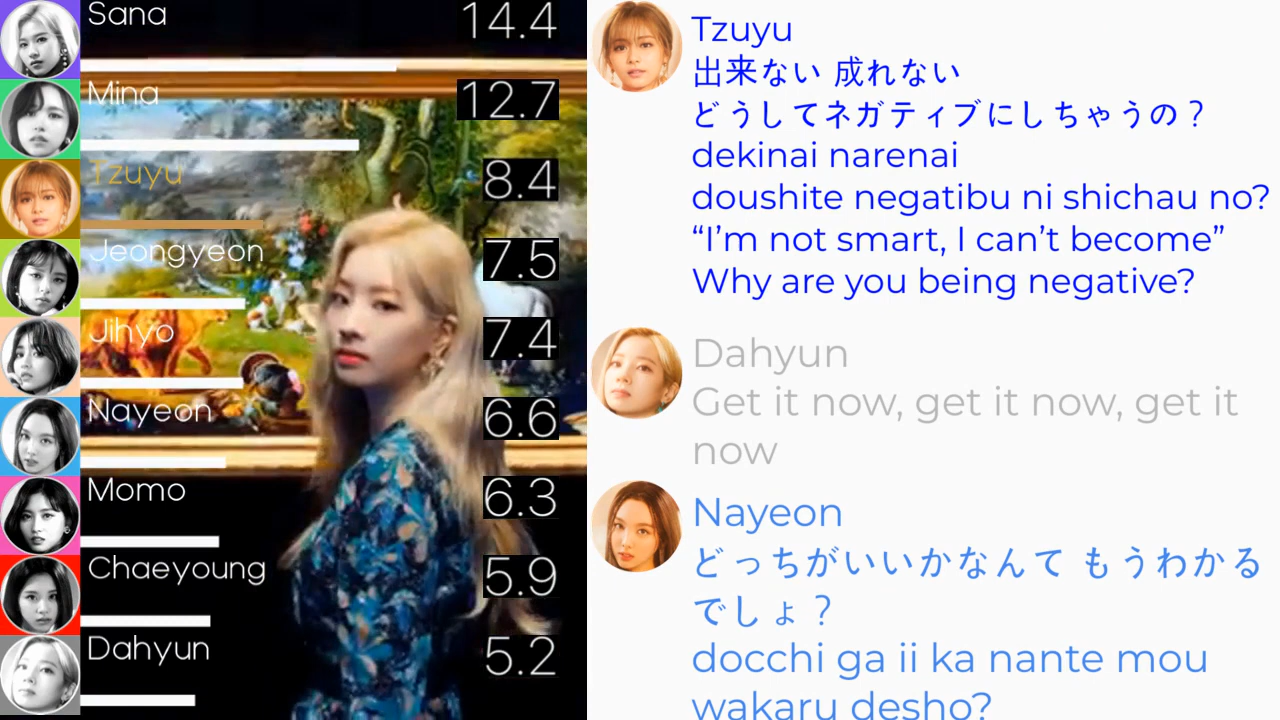 Sana
14.4
Mina
12.7
Tzuyu
8.4
Jeongyeon
7.5
Jihyo
7.4
Nayeon
6.6
Momo
6.3
Chaeyoung
5.9
Dahyun
5.2
Tzuyu
出来ない 成れない
どうしてネガティブにしちゃうの？
dekinai narenai
doushite negatibu ni shichau no?
“I’m not smart, I can’t become”
Why are you being negative?
Dahyun
Get it now, get it now, get it
now
Nayeon
どっちがいいかなんて もうわかる
でしょ？
docchi ga ii ka nante mou
wakaru desho?